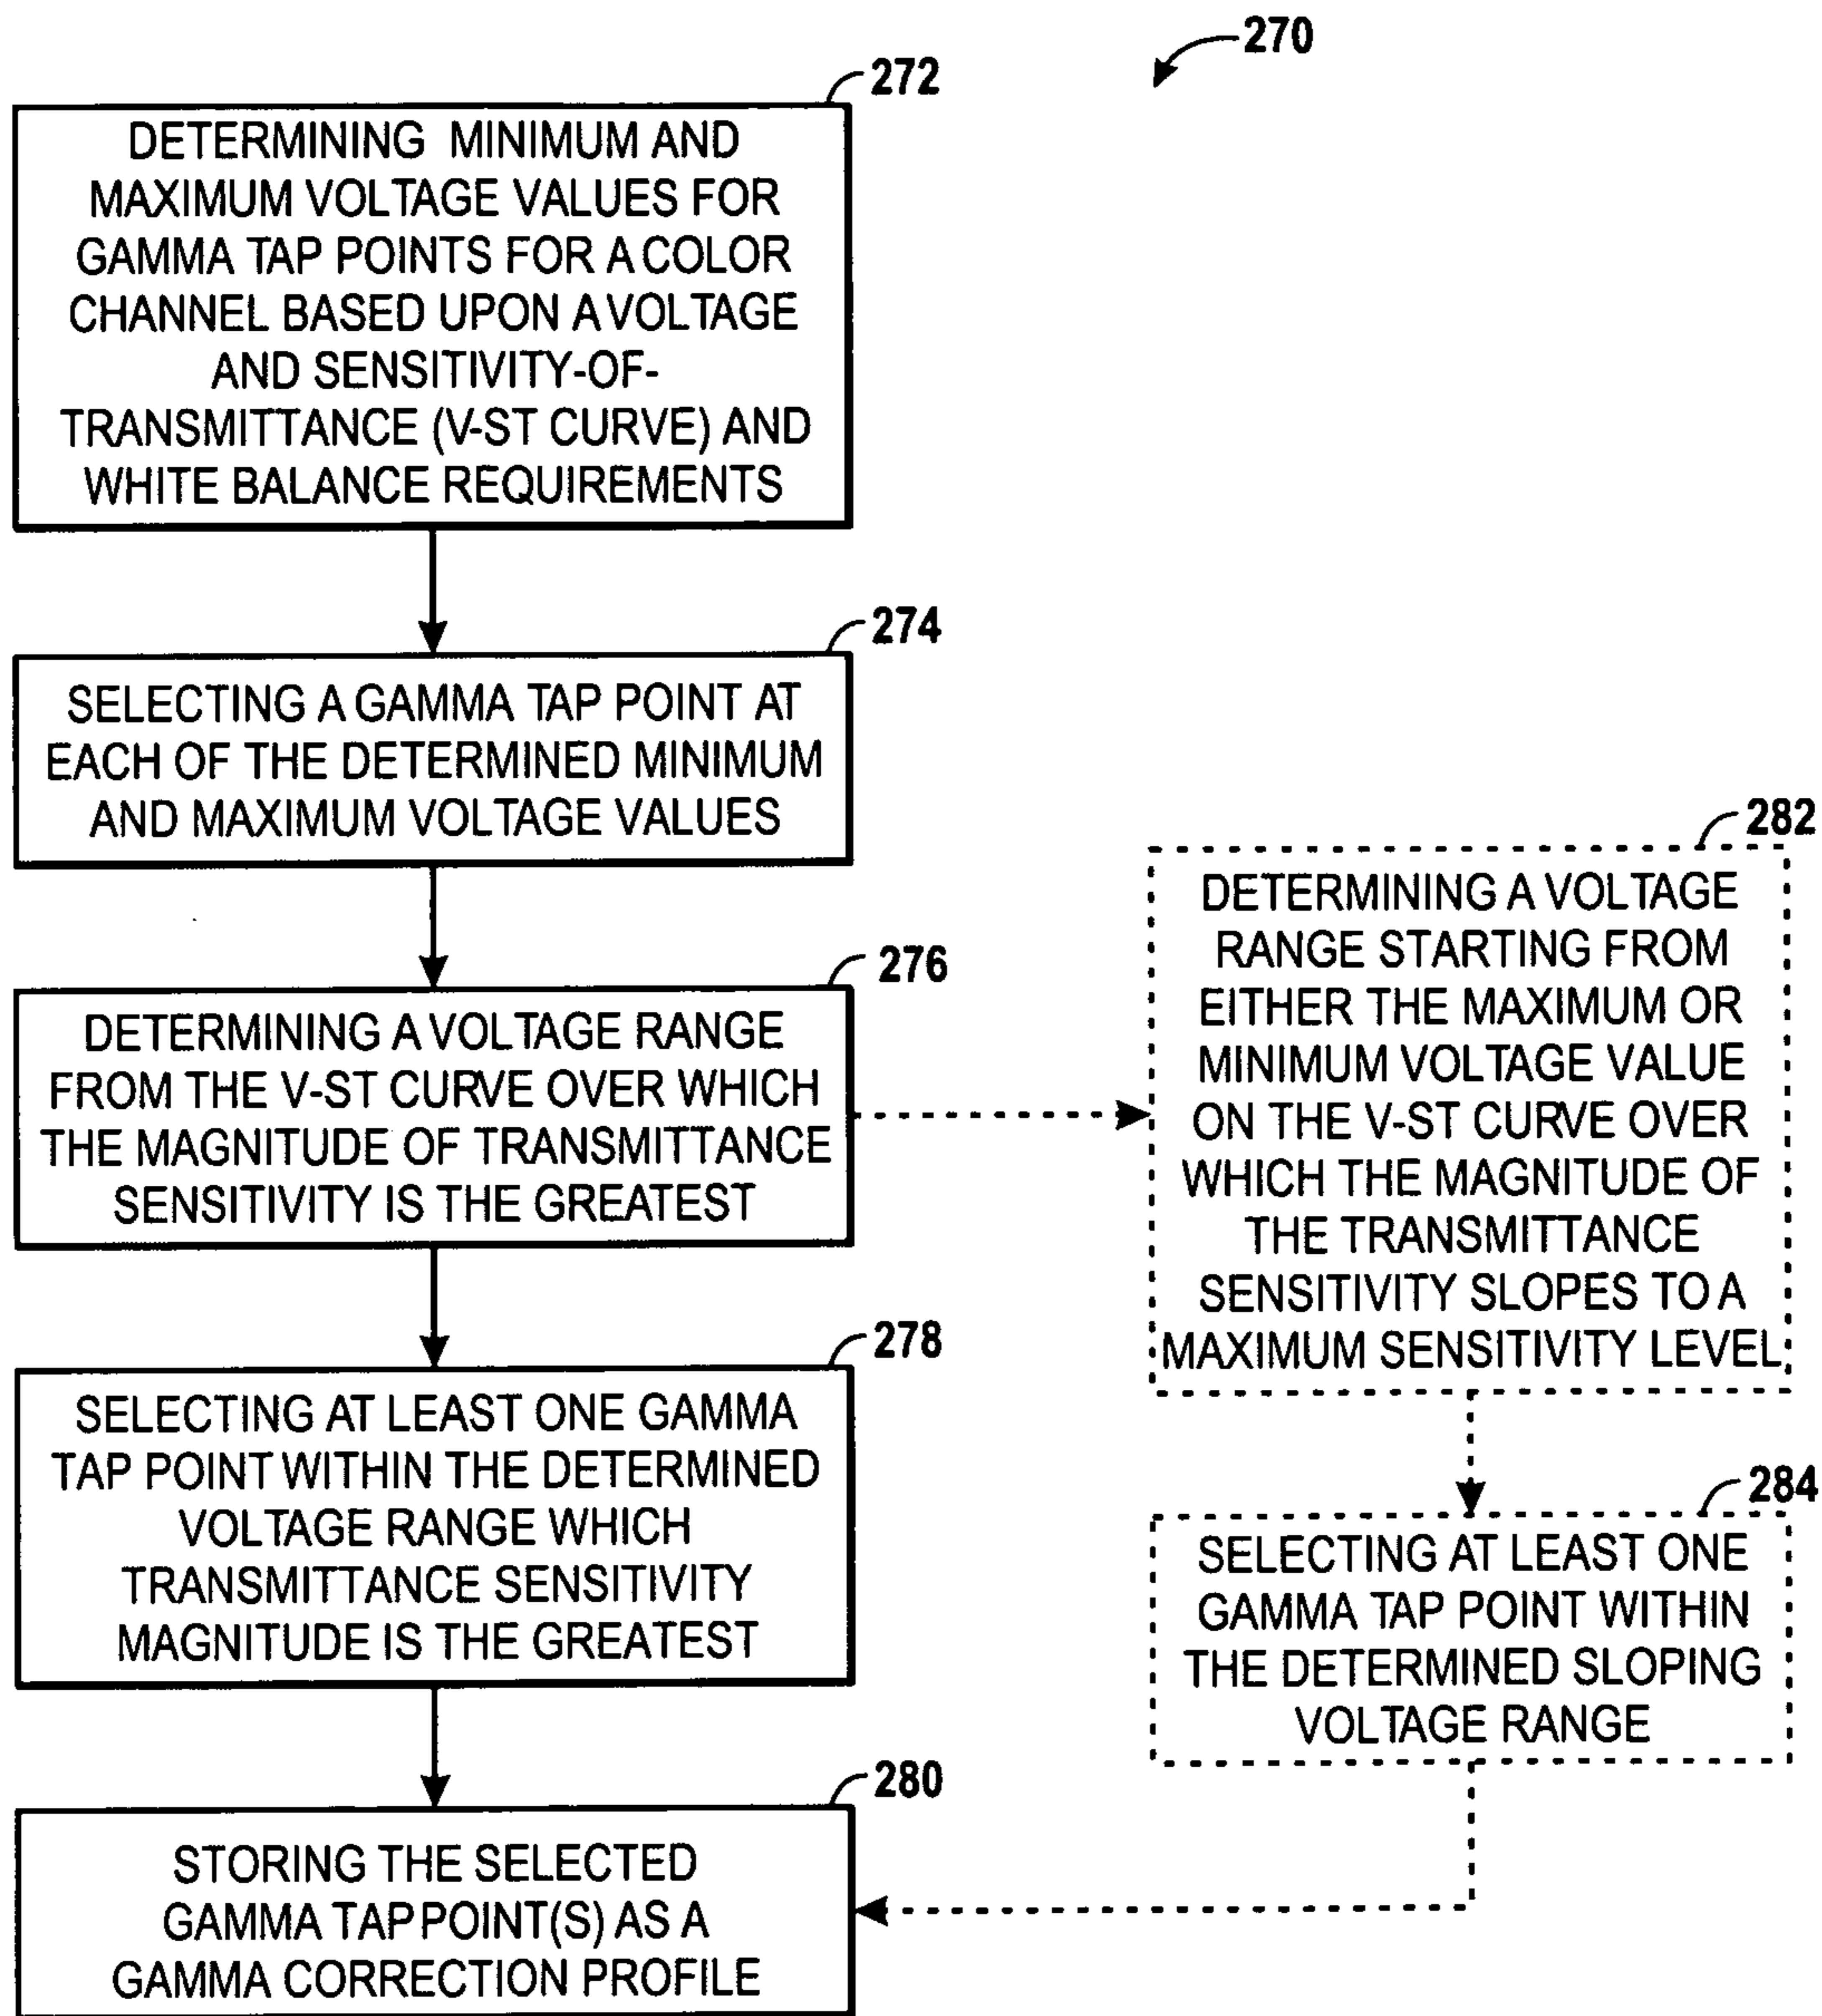 270
272
DETERMINING MINIMUM AND
MAXIMUM VOLTAGE VALUES FOR
GAMMA TAP POINTS FOR A COLOR
CHANNEL BASED UPON A VOLTAGE
AND SENSITIVITY-OF-
TRANSMITTANCE (V-ST CURVE) AND
WHITE BALANCE REQUIREMENTS
274
SELECTING A GAMMA TAP POINT AT
EACH OF THE DETERMINED MINIMUM
AND MAXIMUM VOLTAGE VALUES
276
DETERMINING A VOLTAGE RANGE
FROM THE V-ST CURVE OVER WHICH
THE MAGNITUDE OF TRANSMITTANCE
SENSITIVITY IS THE GREATEST
278
SELECTING AT LEAST ONE GAMMA
TAP POINT WITHIN THE DETERMINED
VOLTAGE RANGE WHICH
TRANSMITTANCE SENSITIVITY
MAGNITUDE IS THE GREATEST
280
STORING THE SELECTED
GAMMA TAP POINT(S) AS A
GAMMA CORRECTION PROFILE
282
DETERMINING A VOLTAGE
RANGE STARTING FROM
EITHER THE MAXIMUM OR
MINIMUM VOLTAGE VALUE
ON THE V-ST CURVE OVER
WHICH THE MAGNITUDE OF
THE TRANSMITTANCE
SENSITIVITY SLOPES TO A
MAXIMUM SENSITIVITY LEVEL
284
SELECTING AT LEAST ONE
GAMMA TAP POINT WITHIN
THE DETERMINED SLOPING
VOLTAGE RANGE